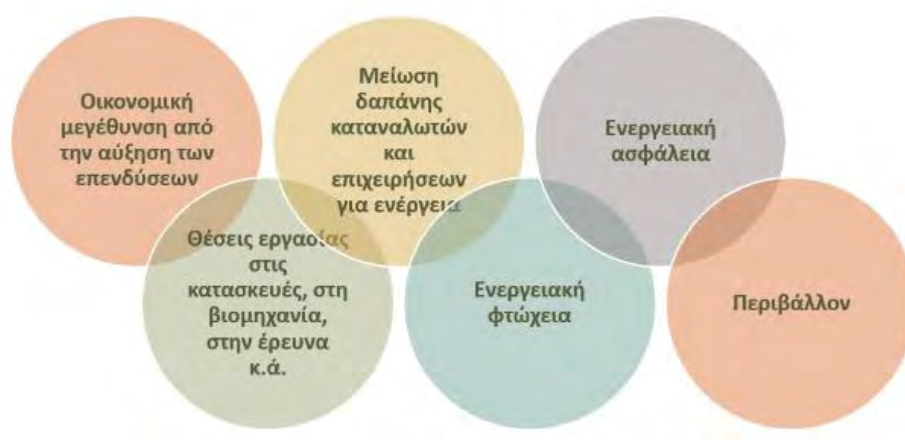 Οικονομική
μεγέθυνση από
την αύξηση των
επενδύσεων
Θέσεις εργασίας
στις
κατασκευές, στη
βιομηχανία,
στην έρευνα
κ.ά.
Μείωση
δαπάνης
καταναλωτών
και
επιχειρήσεων
για ενέργεια
Ενεργειακή
φτώχεια
Ενεργειακή
ασφάλεια
Περιβάλλον